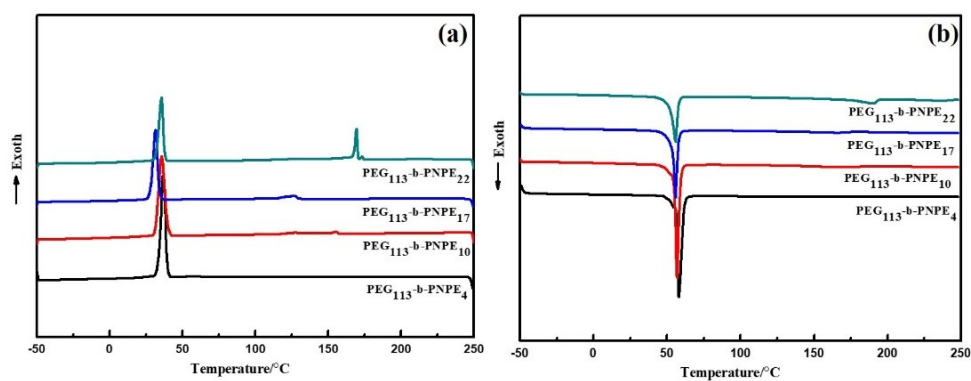 (a)
Exoth
PEG113-b-PNPE22
PEG113-b-PNPE17
PEG113-b-PNPE10
PEG113-b-PNPE4
-50 0 50 100 150 200 250
Temperature/°C
(b)
Exoth
PEG113-b-PNPE22
PEG113-b-PNPE17
PEG113-b-PNPE10
PEG113-b-PNPE4
-50 0 50 100 150 200 250
Temperature/°C